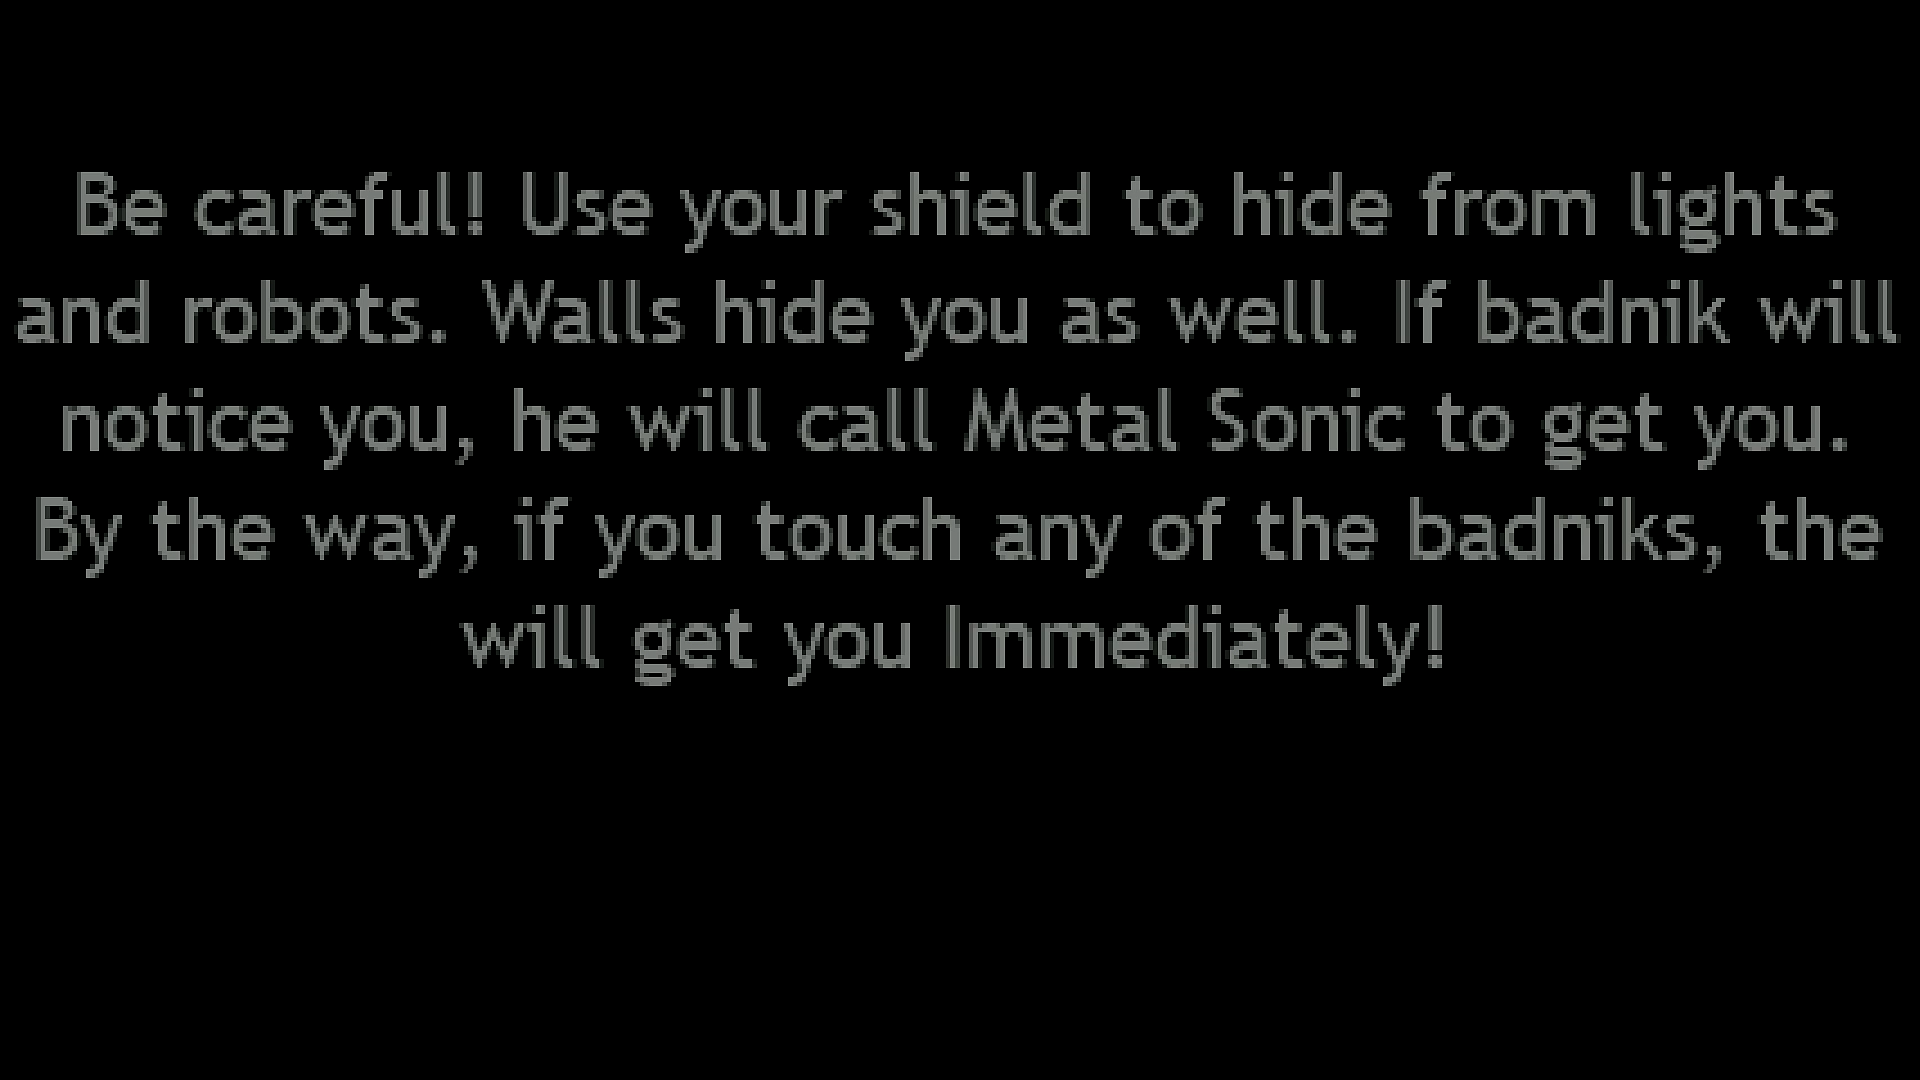 Be careful! Use your shield to hide from lights
and robots. Walls hide you as well. If badnik will
notice you, he will call Metal Sonic to get you.
By the way, if you touch any of the badniks, the
will get you Immediately!